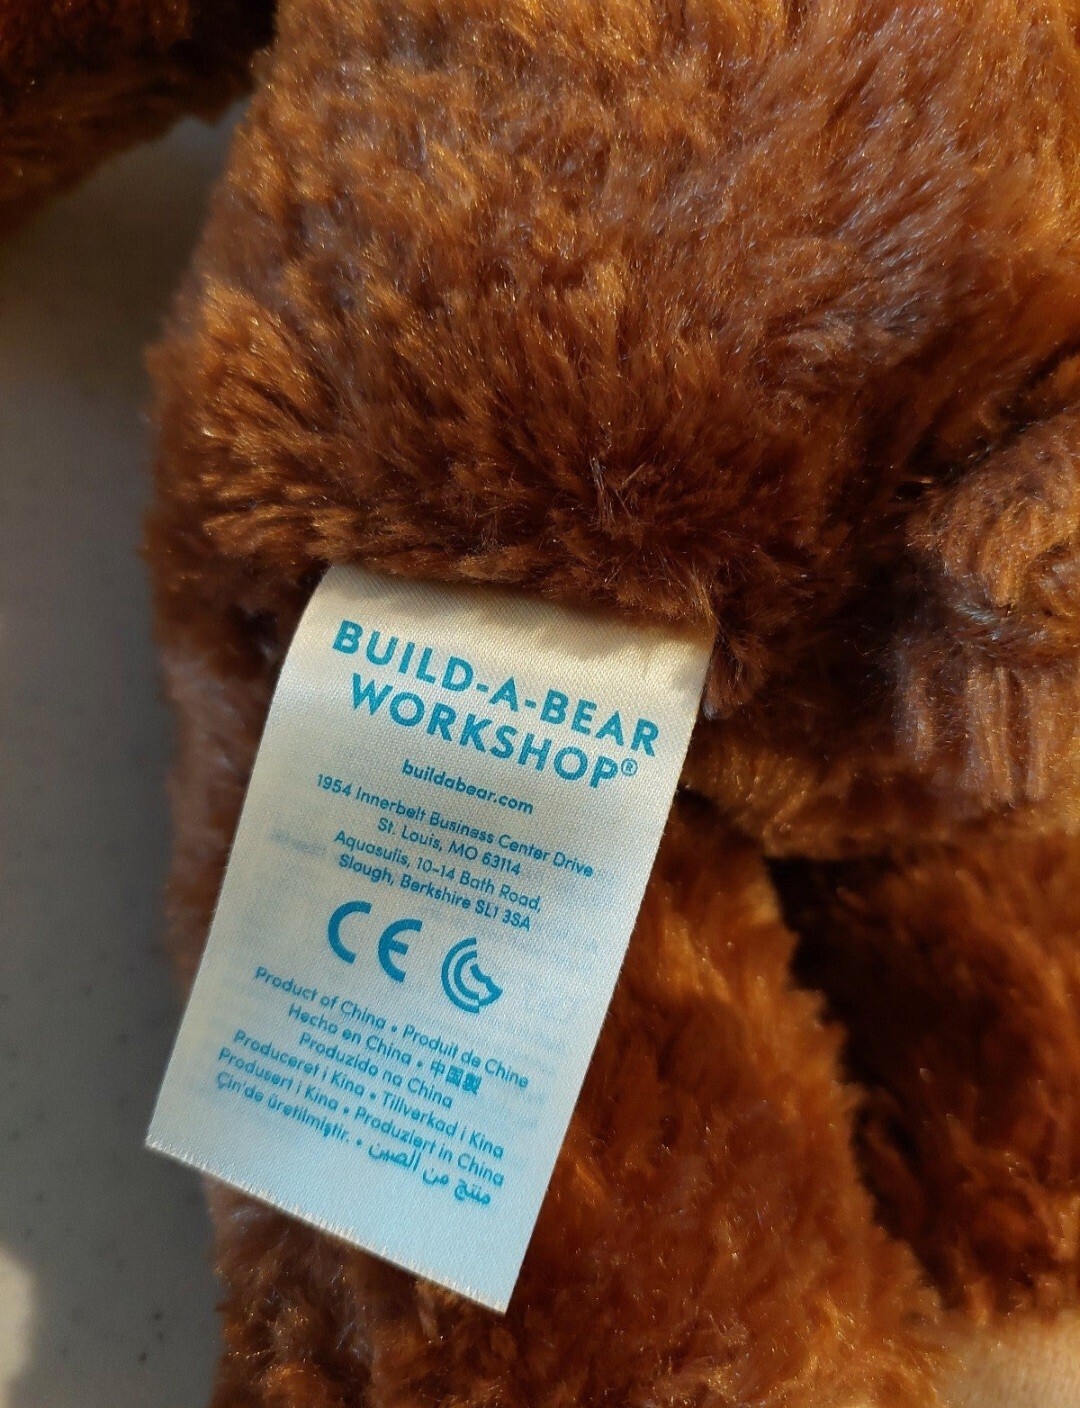 BUILD-A-BEAR
WORKSHOP®
buildabear.com
1954 Innerbelt Business Center Drive
St. Louis, MO 63114
Aquasulis, 10-14 Bath Road,
Slough, Berkshire SL1 3SA
CE
Product of China • Produit de Chine
Hecho en China • 中国製
Produzido na China
Produceret i Kina • Tillverkad i Kina
Produsert i Kina • Produziert in China
Çin'de üretilmiştir. • منتج من الصين